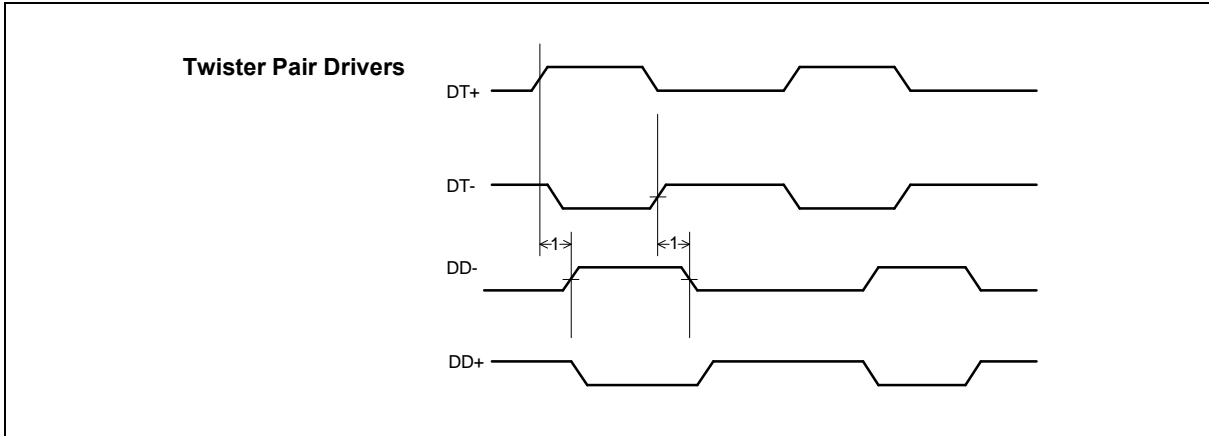 Twister Pair Drivers
DT+
DT-
1 1
DD-
DD+